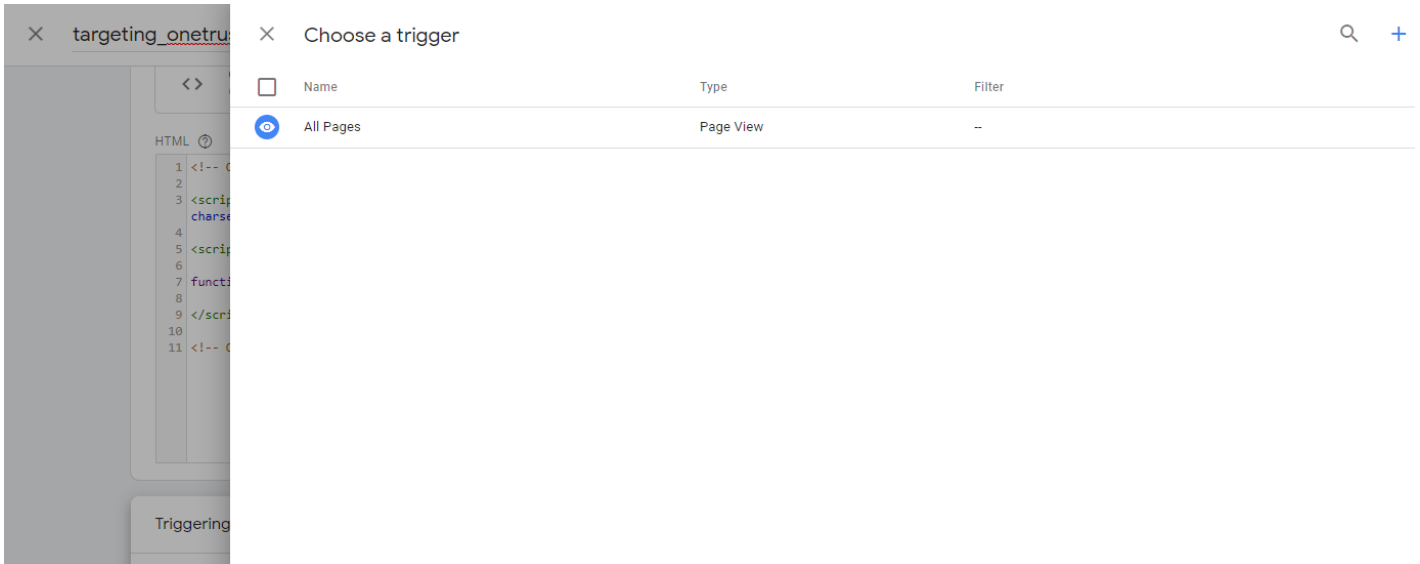 targeting_onetrus
Choose a trigger
Name Type Filter
All Pages Page View --
HTML
1 <!-- 
2
3 <scrip
charse
4
5 <scrip
6
7 functi
8
9 </scri
10
11 <!-- 
Triggering